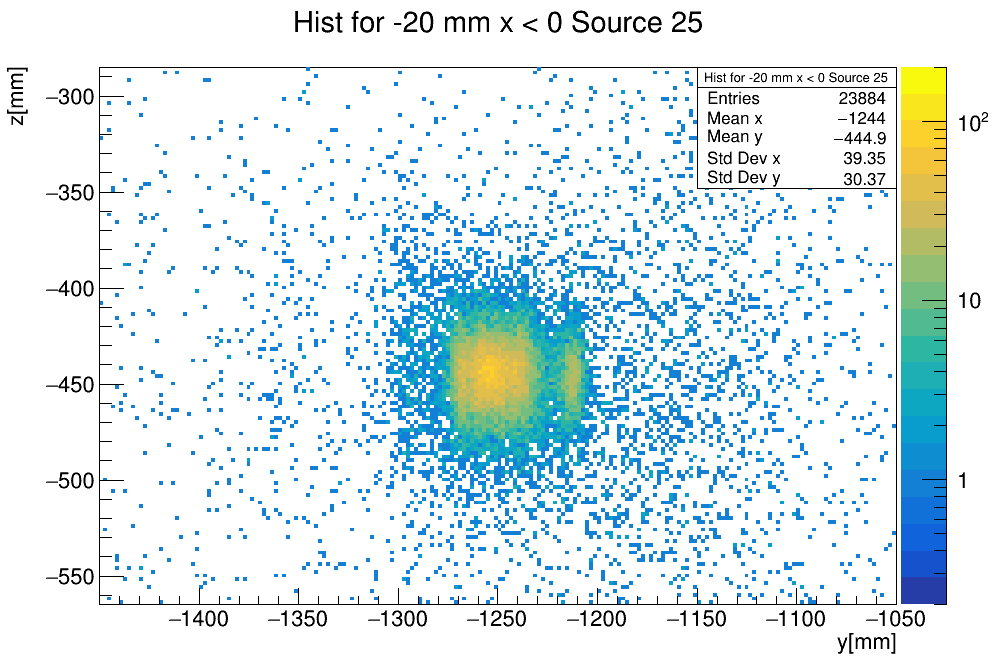 Hist for -20 mm x < 0 Source 25
z[mm]
Hist for -20 mm x < 0 Source 25
Entries 23884
Mean x −1244
Mean y −444.9
Std Dev x 39.35
Std Dev y 30.37
−300
−350
−400
−450
−500
−550
10²
10
1
−1400 −1350 −1300 −1250 −1200 −1150 −1100 −1050
y[mm]